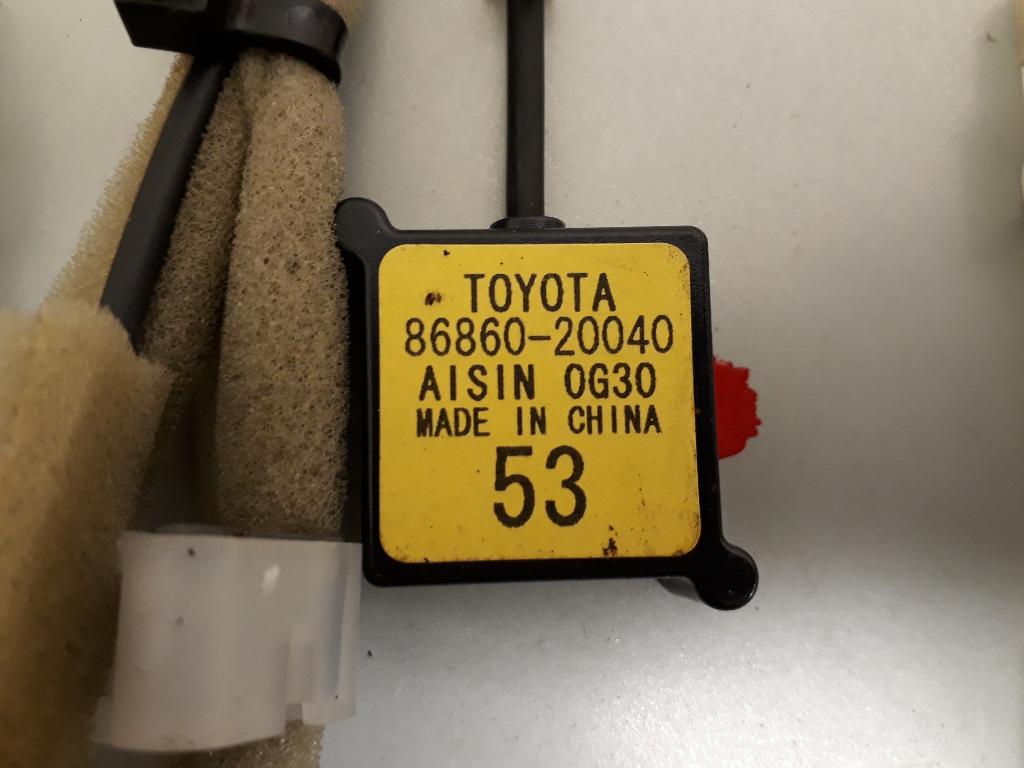 TOYOTA
86860-20040
AISIN 0G30
MADE IN CHINA
53